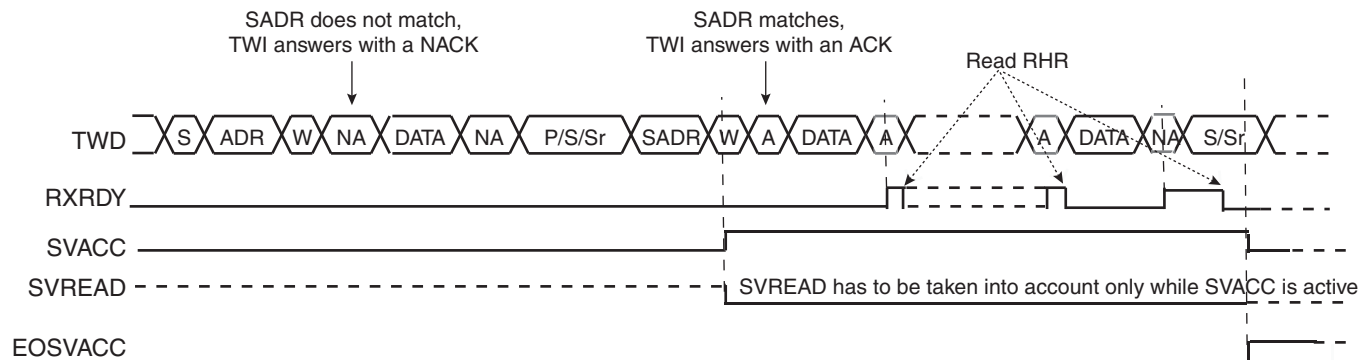 SADR does not match,
TWI answers with a NACK
SADR matches,
TWI answers with an ACK
Read RHR
TWD S ADR W NA DATA NA P/S/Sr SADR W A DATA A A DATA NA S/Sr
RXRDY
SVACC
SVREAD SVREAD has to be taken into account only while SVACC is active
EOSVACC